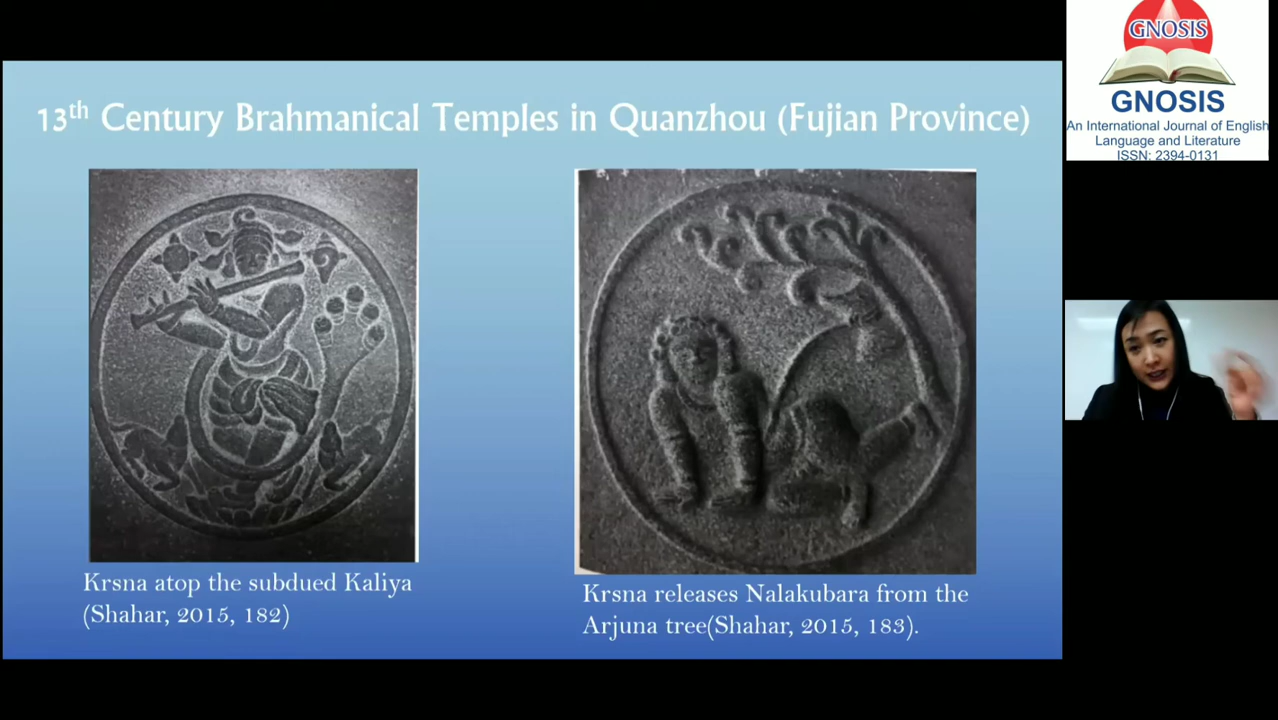 13th Century Brahmanical Temples in Quanzhou (Fujian Province)
Krsna atop the subdued Kaliya
(Shahar, 2015, 182)
Krsna releases Nalakubara from the
Arjuna tree(Shahar, 2015, 183).
GNOSIS
GNOSIS
An International Journal of English
Language and Literature
ISSN: 2394-0131